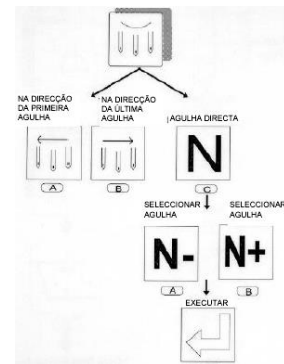 NA DIRECÇÃO
DA PRIMEIRA
AGULHA
NA DIRECÇÃO
DA ÚLTIMA
AGULHA
AGULHA DIRECTA
N
A
B
C
SELECCIONAR
AGULHA
SELECCIONAR
AGULHA
N-
N+
A
B
EXECUTAR